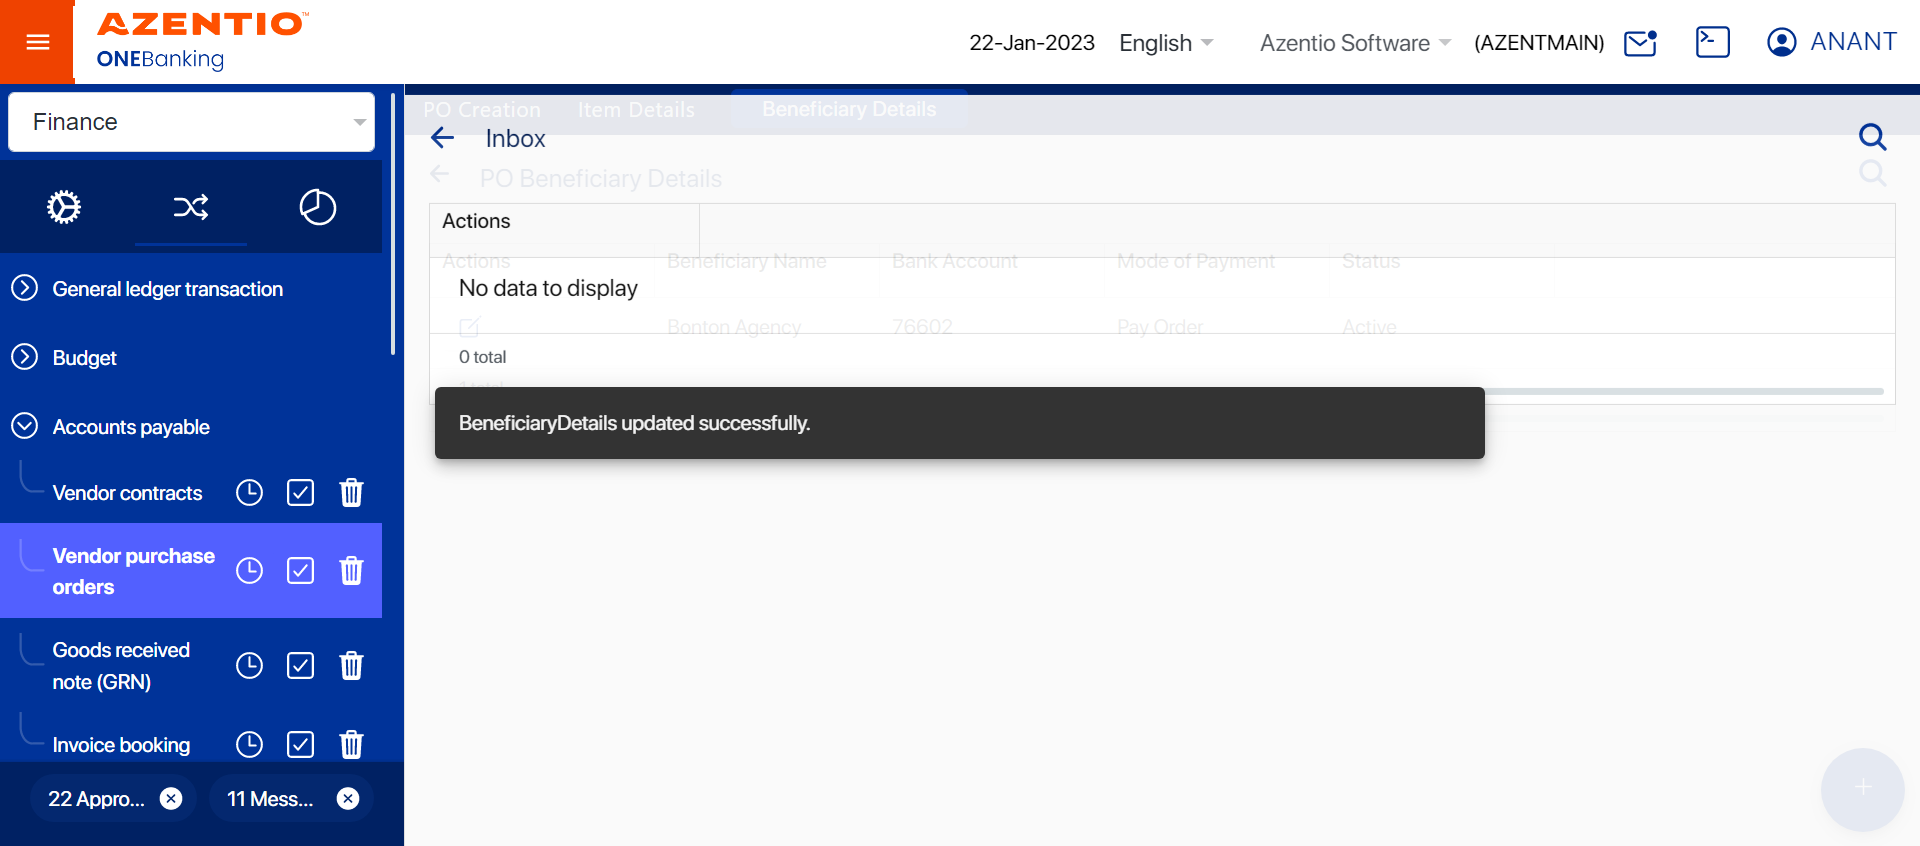 AZENTIO™
ONEBanking
22-Jan-2023
English
Azentio Software
(AZENTMAIN)
ANANT
Finance
General ledger transaction
Budget
Accounts payable
Vendor contracts
Vendor purchase
orders
Goods received
note (GRN)
Invoice booking
22 Appro...
11 Mess...
PO Creation
Item Details
Beneficiary Details
Inbox
PO Beneficiary Details
Actions
Actions
Beneficiary Name
Bank Account
Mode of Payment
Status
No data to display
Bonton Agency
76602
Pay Order
Active
0 total
1 total
BeneficiaryDetails updated successfully.